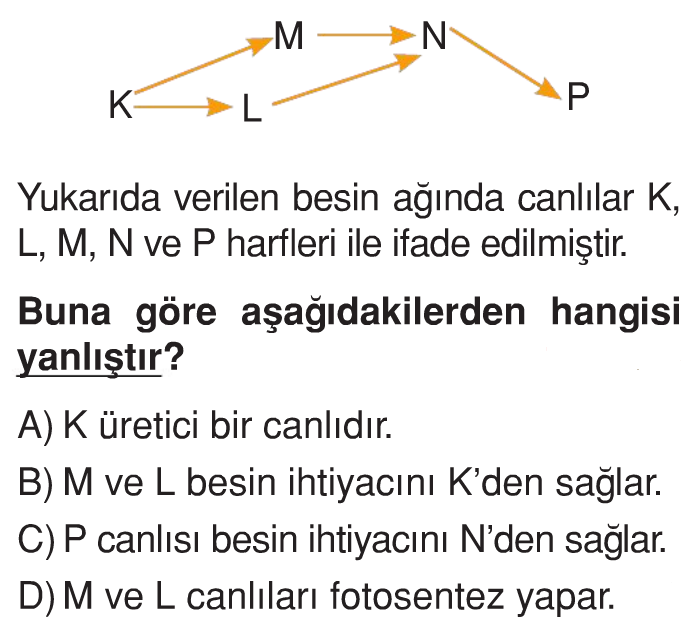 M N
K L P
Yukarıda verilen besin ağında canlılar K,
L, M, N ve P harfleri ile ifade edilmiştir.
Buna göre aşağıdakilerden hangisi
yanlıştır?
A) K üretici bir canlıdır.
B) M ve L besin ihtiyacını K’den sağlar.
C) P canlısı besin ihtiyacını N’den sağlar.
D) M ve L canlıları fotosentez yapar.